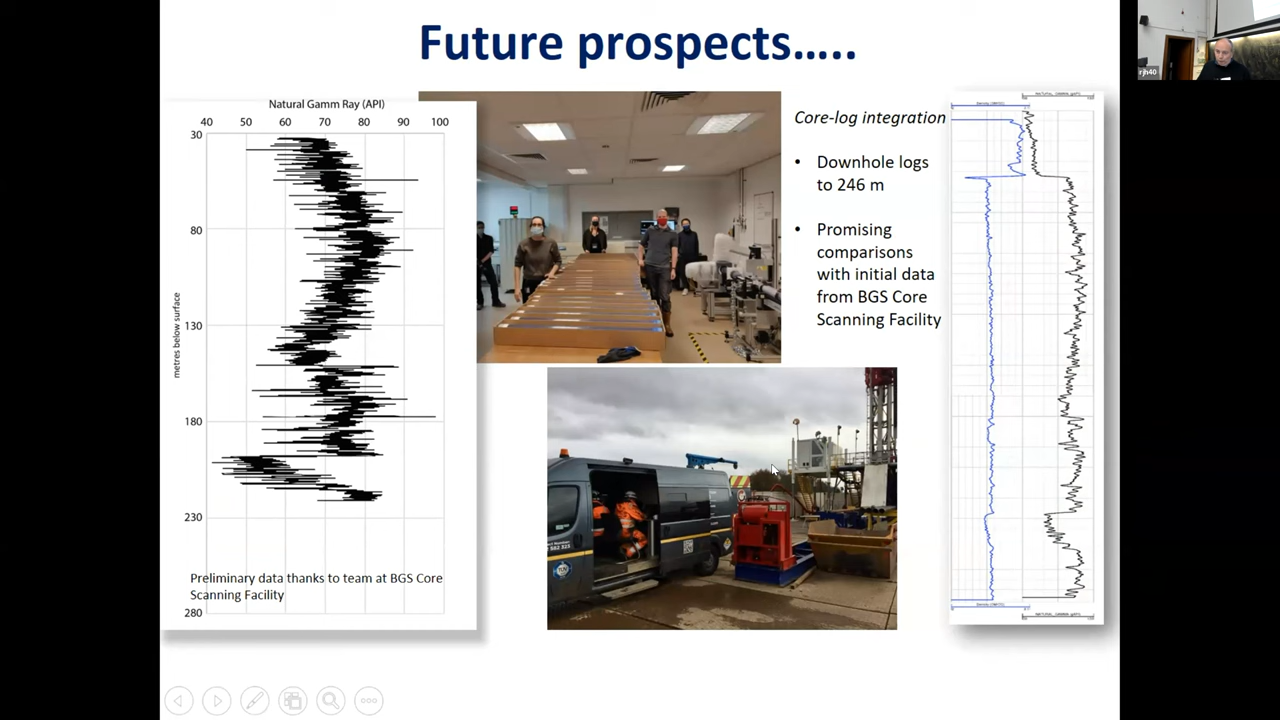 Future prospects.....
rjh40
Natural Gamm Ray (API)
40 50 60 70 80 90 100
30
80
130
180
230
280
metres below surface
Preliminary data thanks to team at BGS Core
Scanning Facility
Core-log integration
• Downhole logs
to 246 m
• Promising
comparisons
with initial data
from BGS Core
Scanning Facility